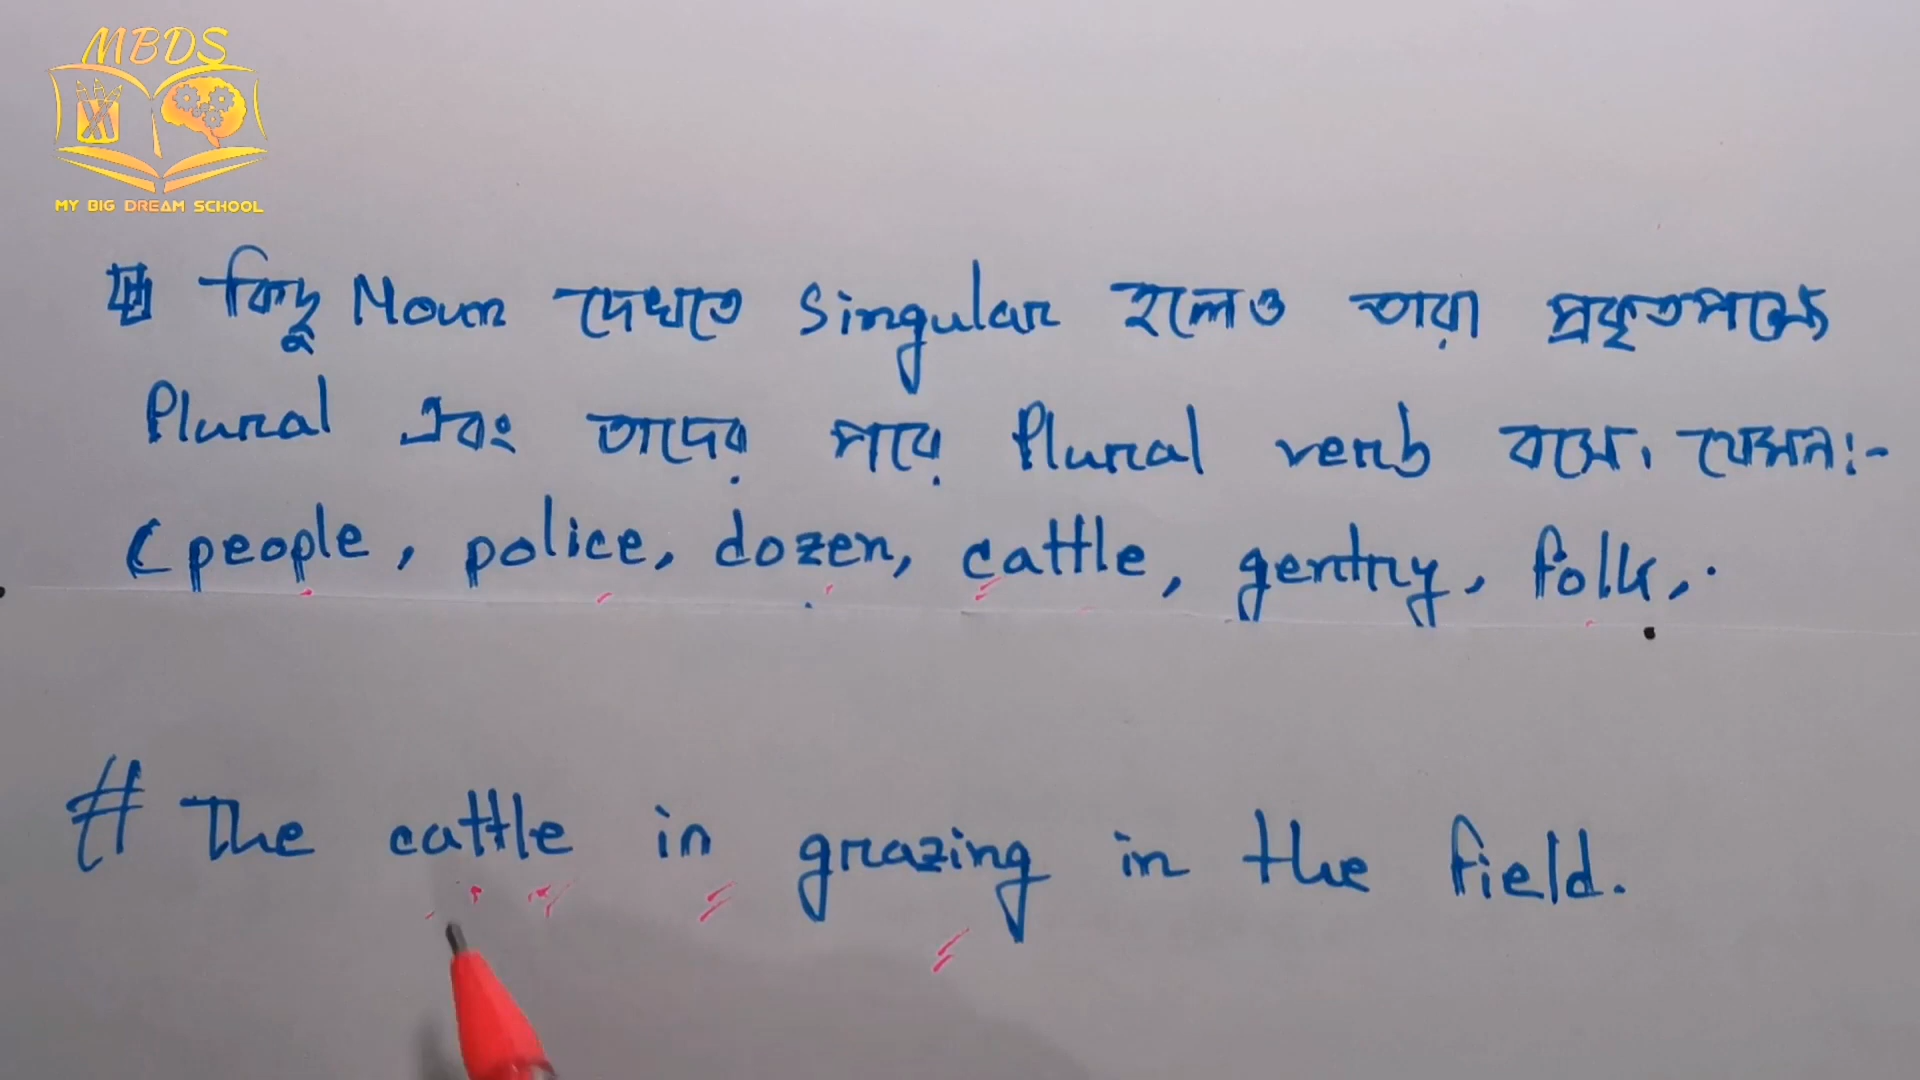 MBDS
MY BIG DREAM SCHOOL
কিছু Noun দেখতে Singular হলেও তারা প্রকৃতপক্ষে
Plural এবং তাদের পরে Plural verb বসে। যেমন:-
(people, police, dozen, cattle, gentry, folk,.
# The cattle in grazing in the field.